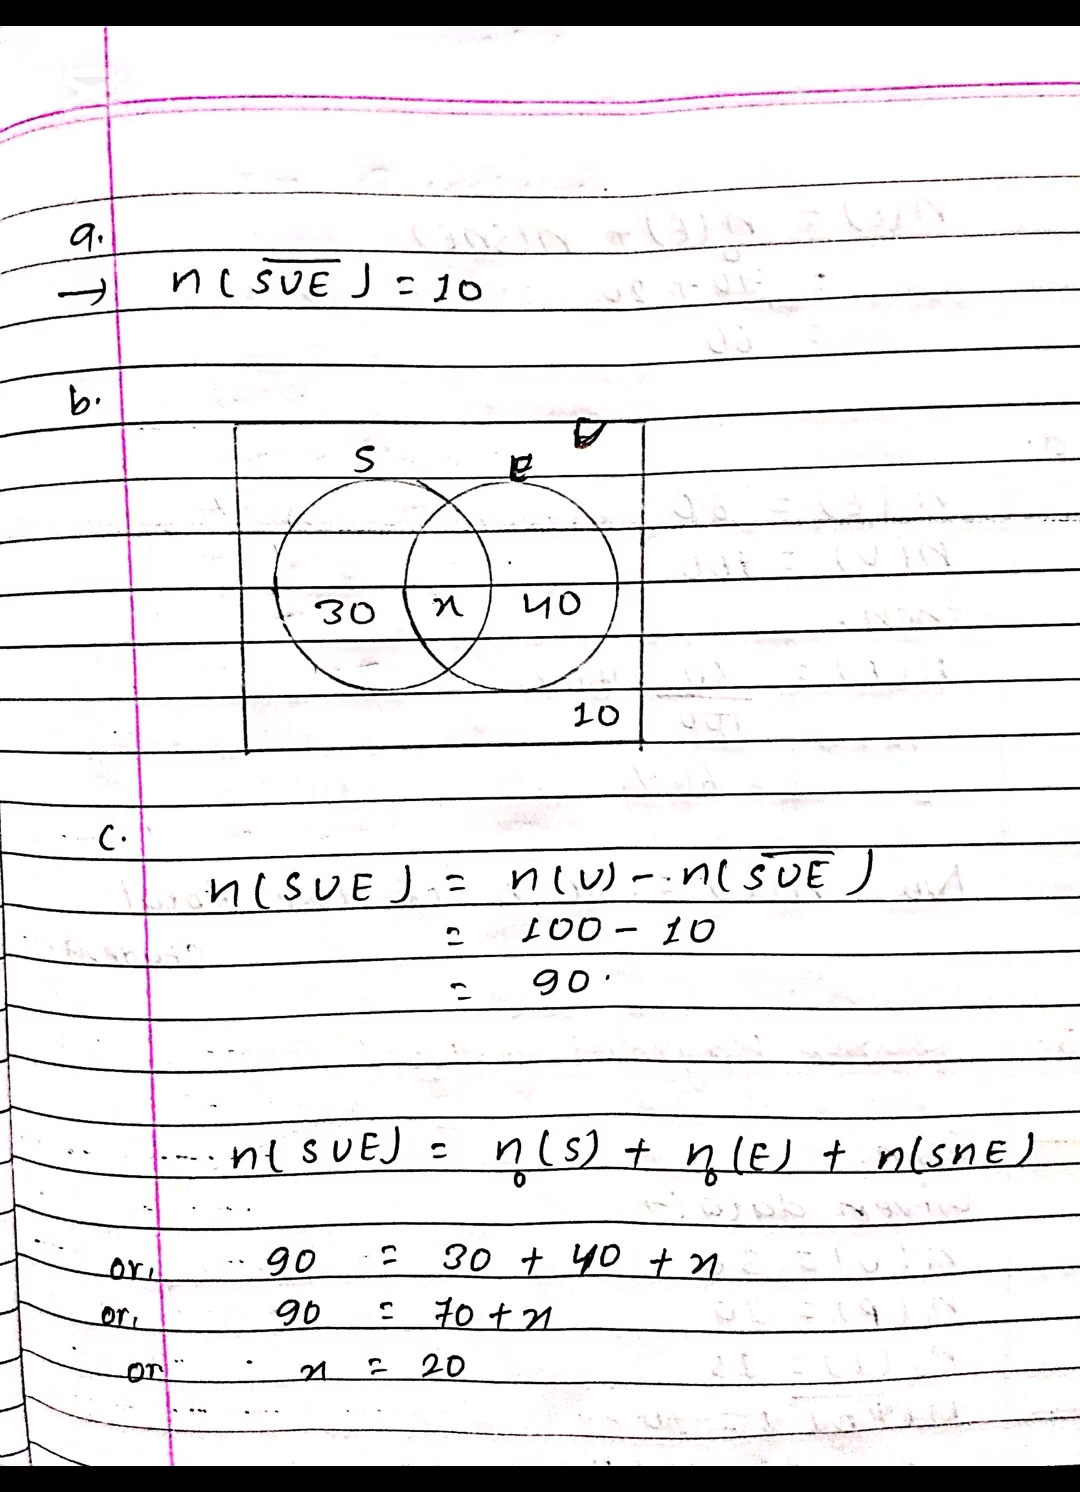 a.
→ n(S∪E)̅ = 10
b.
S E U
30 x 40
10
c.
n(S∪E) = n(U) - n(S∪E)̅
= 100 - 10
= 90.
n(S∪E) = n₀(S) + n₀(E) + n(S∩E)
or, 90 = 30 + 40 + x
or, 90 = 70 + x
or x = 20